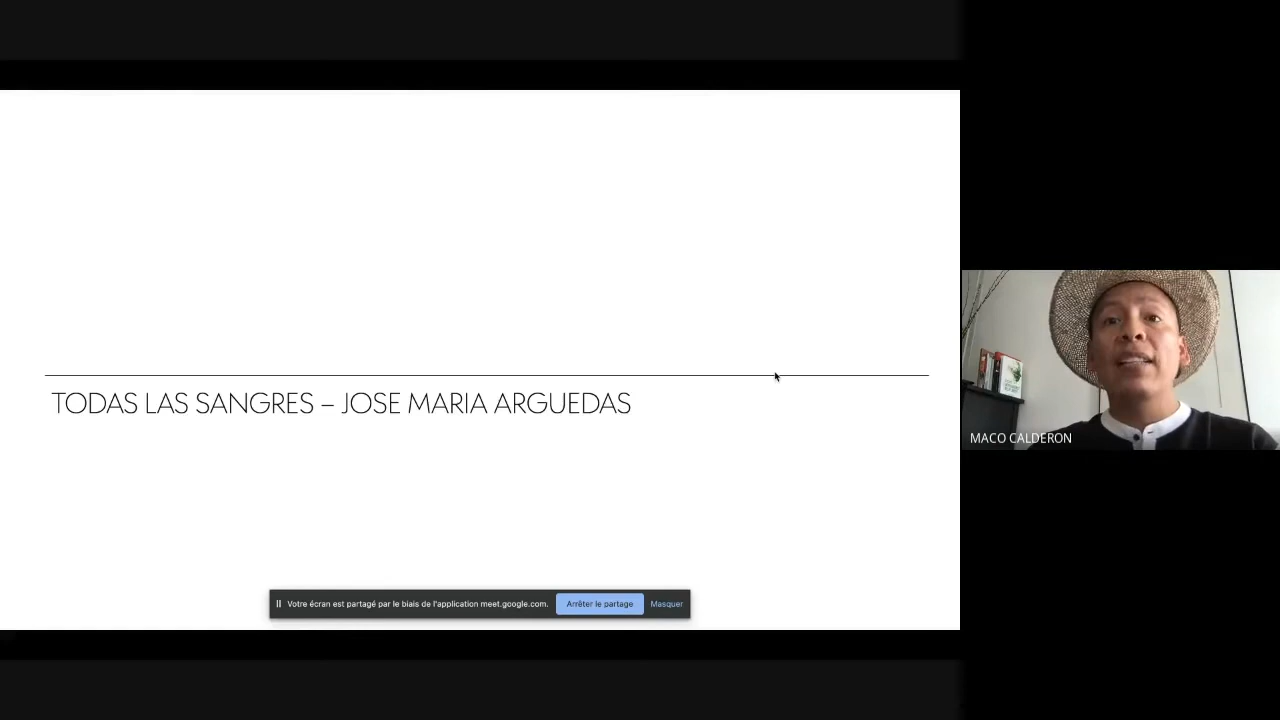 TODAS LAS SANGRES – JOSE MARIA ARGUEDAS
MACO CALDERON
Votre écran est partagé par le biais de l'application meet.google.com. Arrêter le partage Masquer